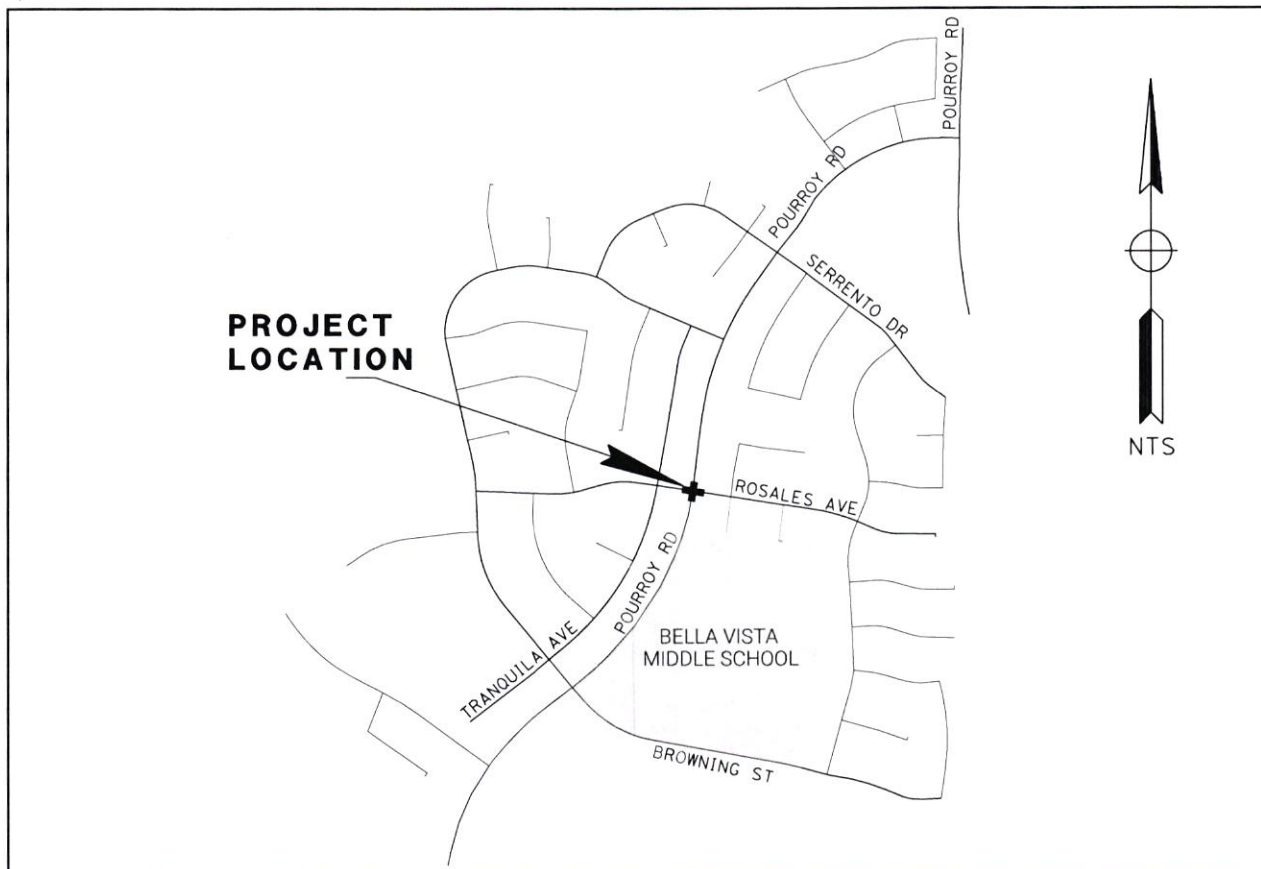 POURROY RD
POURROY RD
SERRENTO DR
PROJECT
LOCATION
NTS
ROSALES AVE
POURROY RD
BELLA VISTA
MIDDLE SCHOOL
TRANQUILA AVE
BROWNING ST